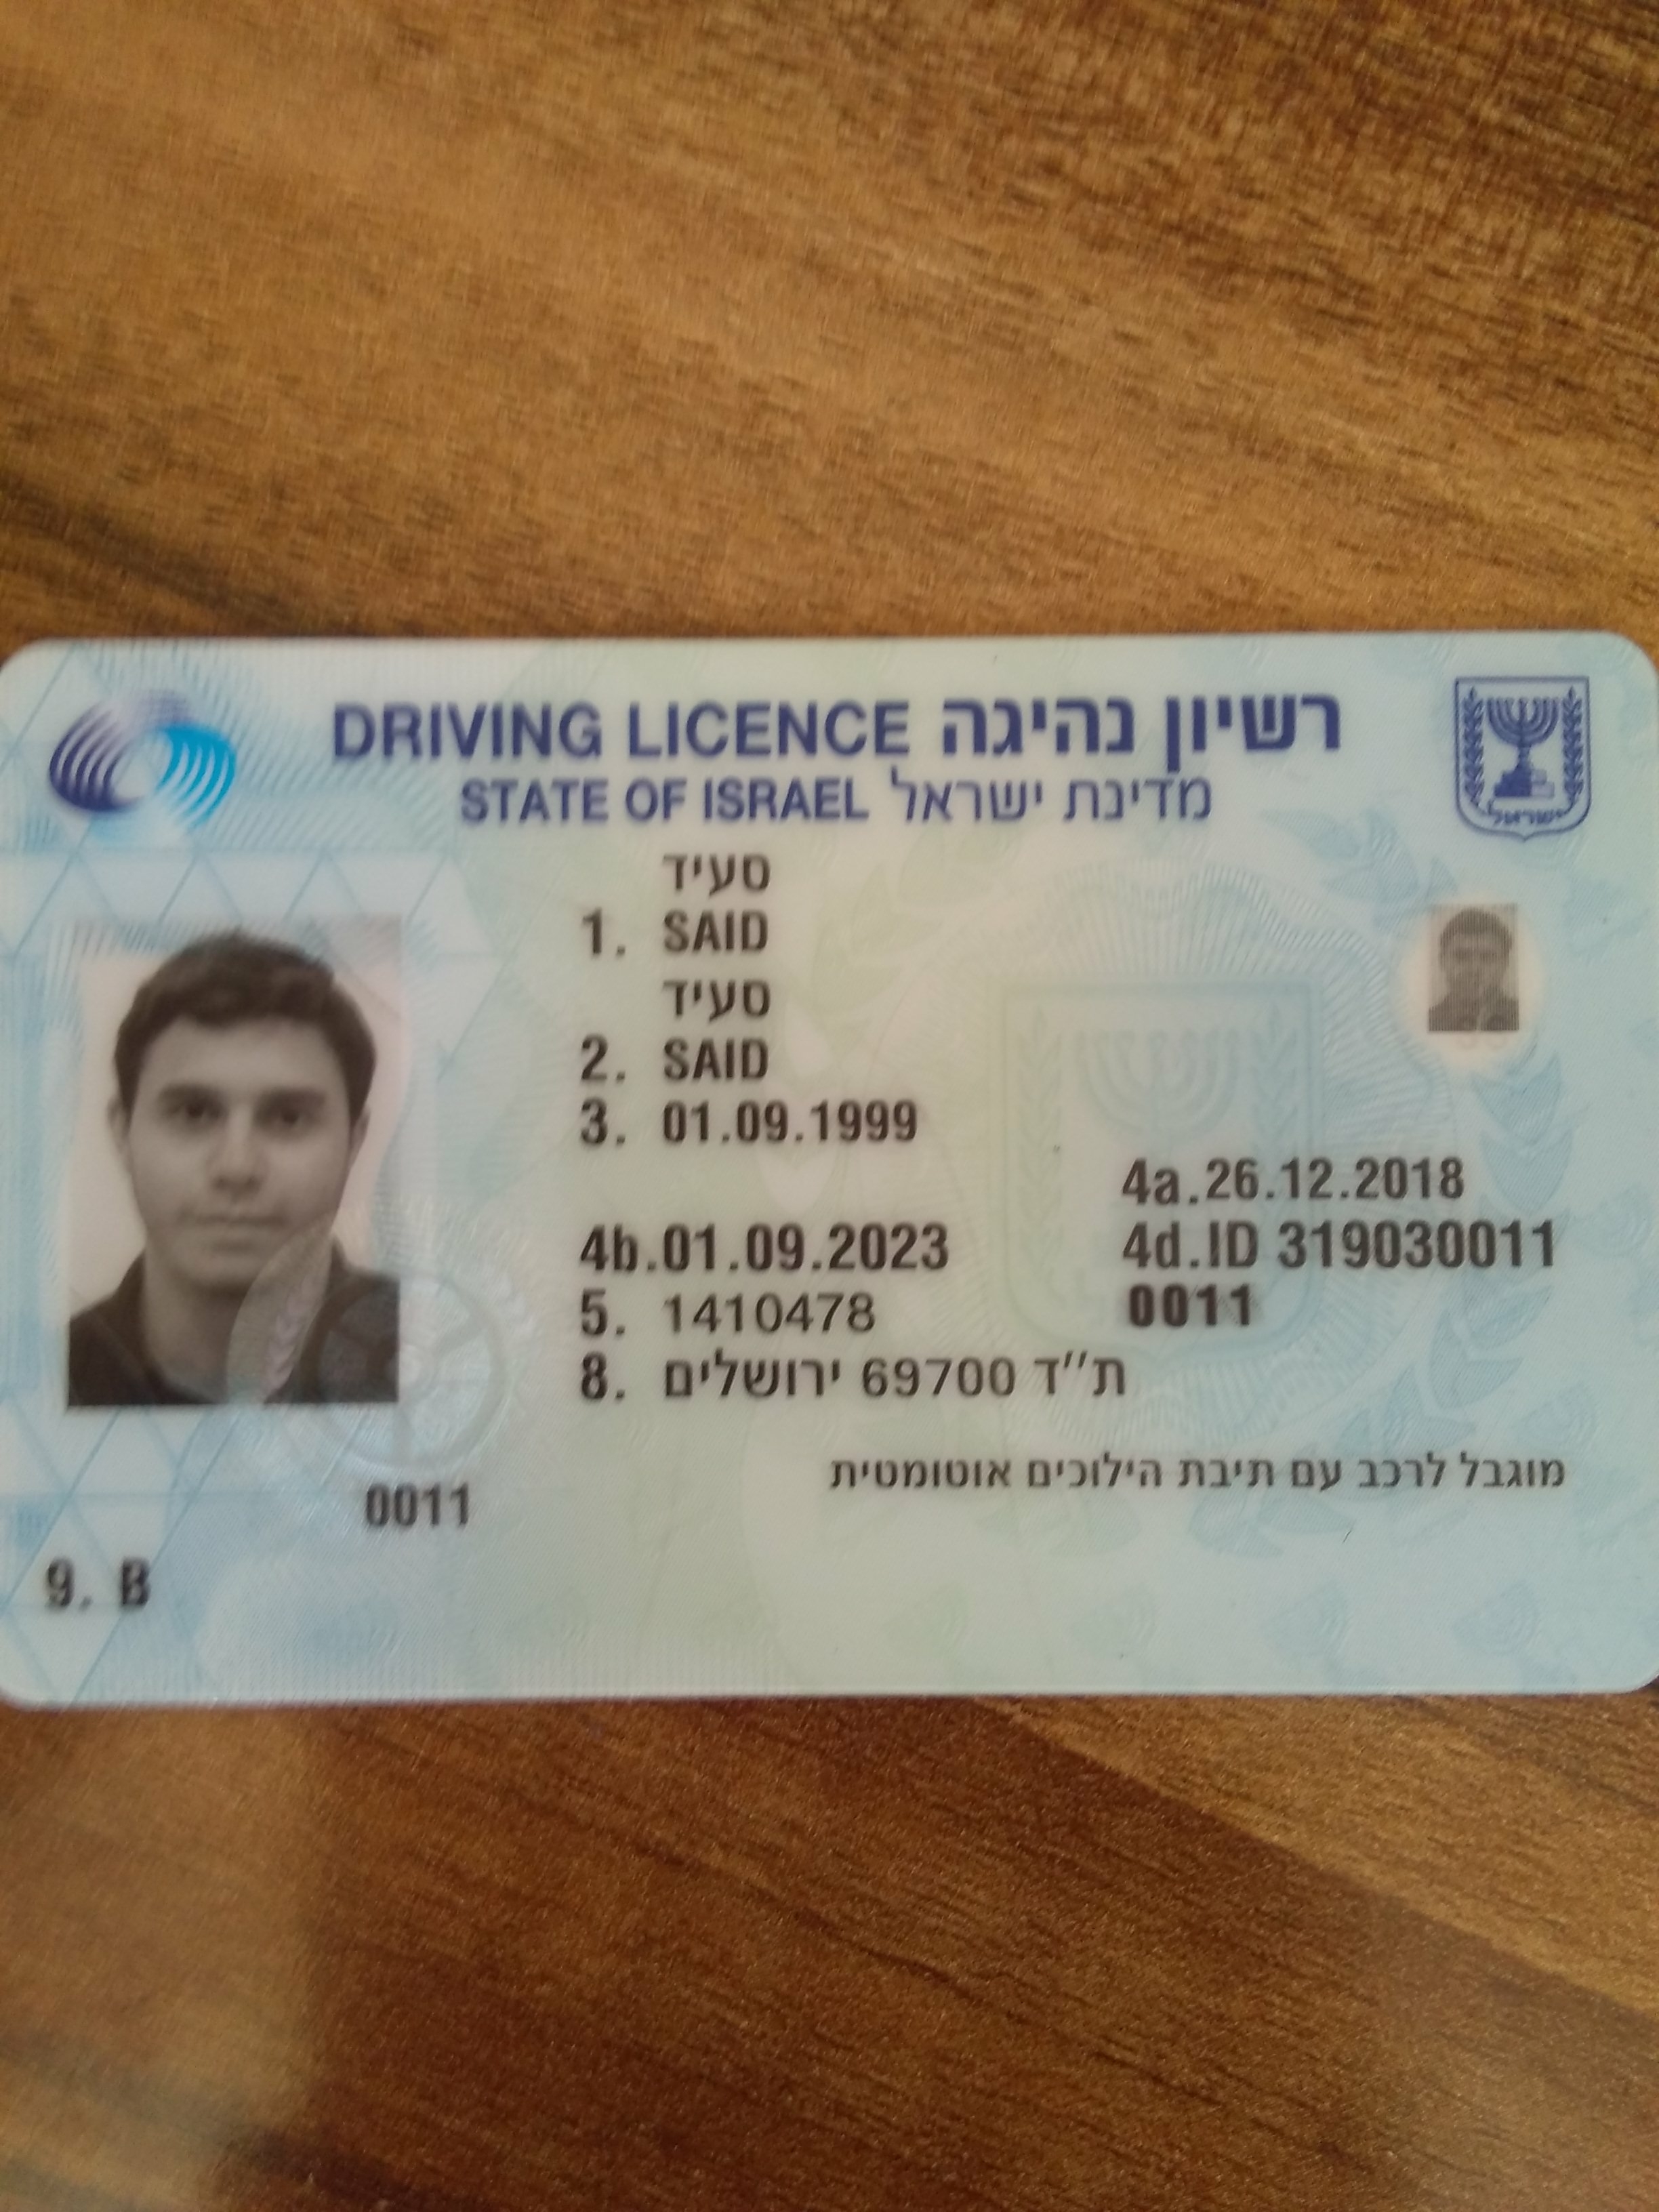 DRIVING LICENCE רשיון נהיגה
STATE OF ISRAEL מדינת ישראל
ישראל
סעיד
1. SAID
סעיד
2. SAID
3. 01.09.1999
4a.26.12.2018
4b.01.09.2023 4d.ID 319030011
5. 1410478 0011
8. ת"ד 69700 ירושלים
מוגבל לרכב עם תיבת הילוכים אוטומטית
0011
9. B